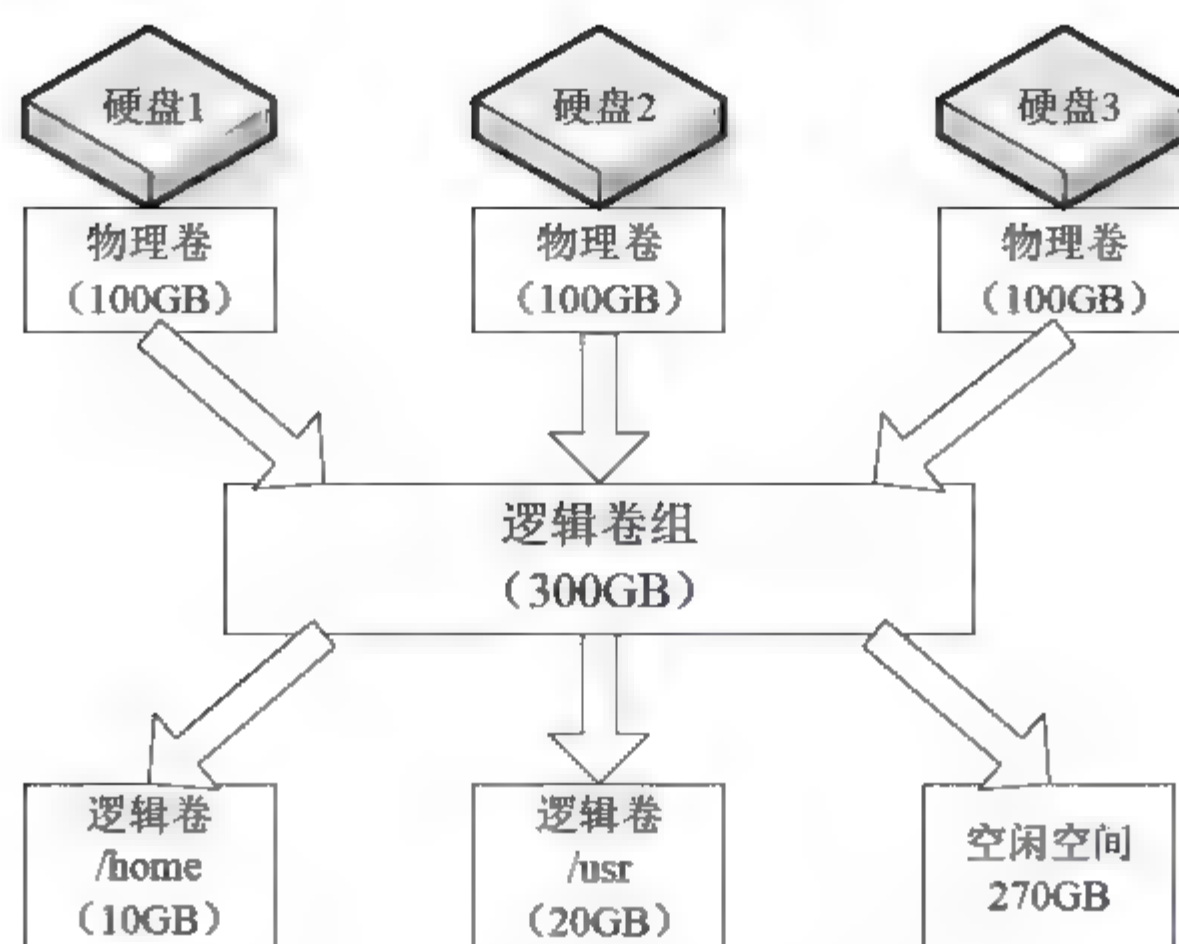 硬盘1
硬盘2
硬盘3
物理卷
(100GB)
物理卷
(100GB)
物理卷
(100GB)
逻辑卷组
(300GB)
逻辑卷
/home
(10GB)
逻辑卷
/usr
(20GB)
空闲空间
270GB